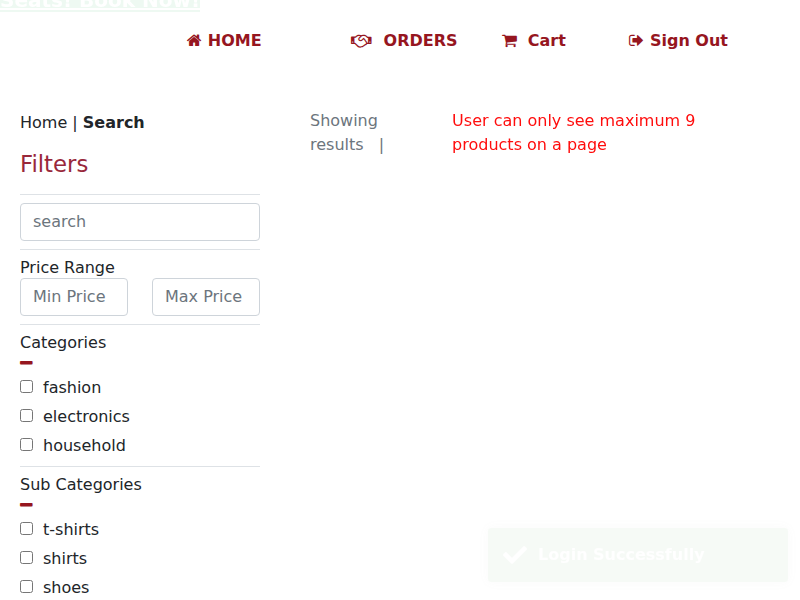 Seats! Book Now!
HOME
ORDERS
Cart
Sign Out
Home | Search
Filters
search
Price Range
Min Price
Max Price
Categories
fashion
electronics
household
Sub Categories
t-shirts
shirts
shoes
Showing
results |
User can only see maximum 9
products on a page
Login Successfully